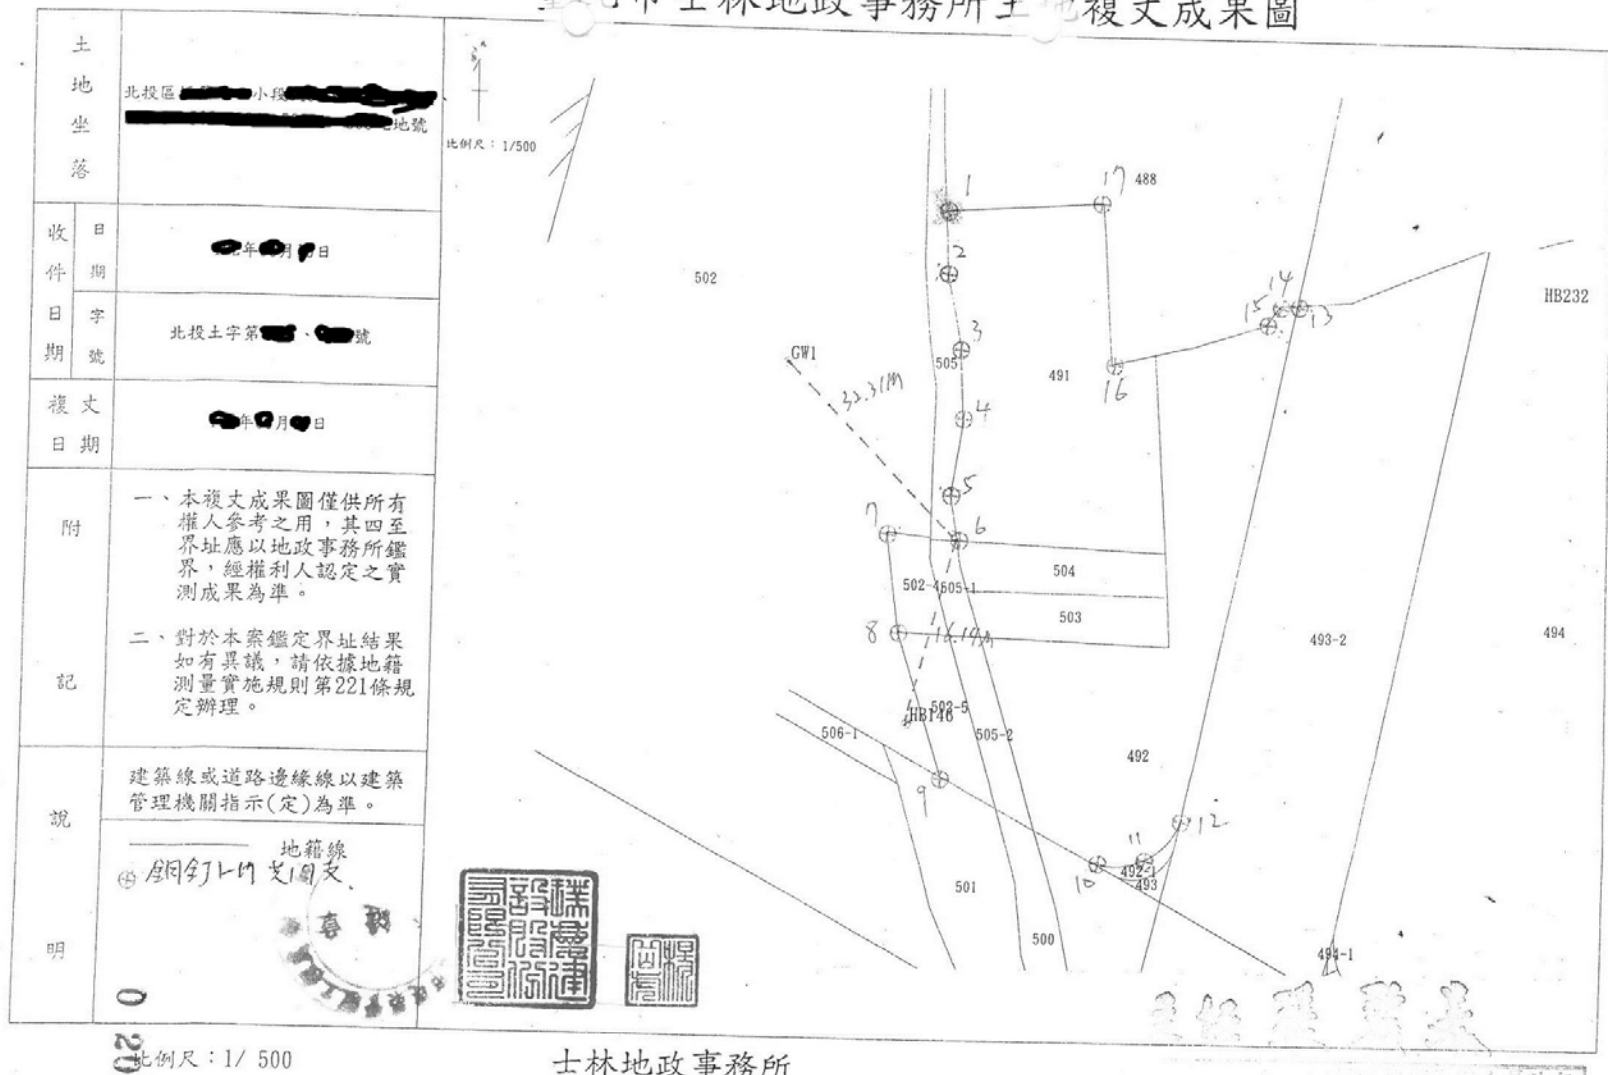 市士林地政事務所土地複丈成果圖
土地坐落
北投區
小段
地號
收件日期
日期
年 月 日
字號
北投土字第 、 號
複丈日期
年 月 日
附記
一、本複丈成果圖僅供所有
權人參考之用，其四至
界址應以地政事務所鑑
界，經權利人認定之實
測成果為準。
二、對於本案鑑定界址結果
如有異議，請依據地籍
測量實施規則第221條規
定辦理。
說明
建築線或道路邊緣線以建築
管理機關指示(定)為準。
地籍線
銅釘
比例尺：1/500
1
17
488
2
502
14
15
13
HB232
3
GW1
505
491
32.31M
16
4
5
7
6
504
502-4
505-1
503
8
493-2
494
HB146
502-5
506-1
505-2
492
9
12
11
10
492-1
493
501
500
494-1
0
20
比例尺：1/ 500
士林地政事務所